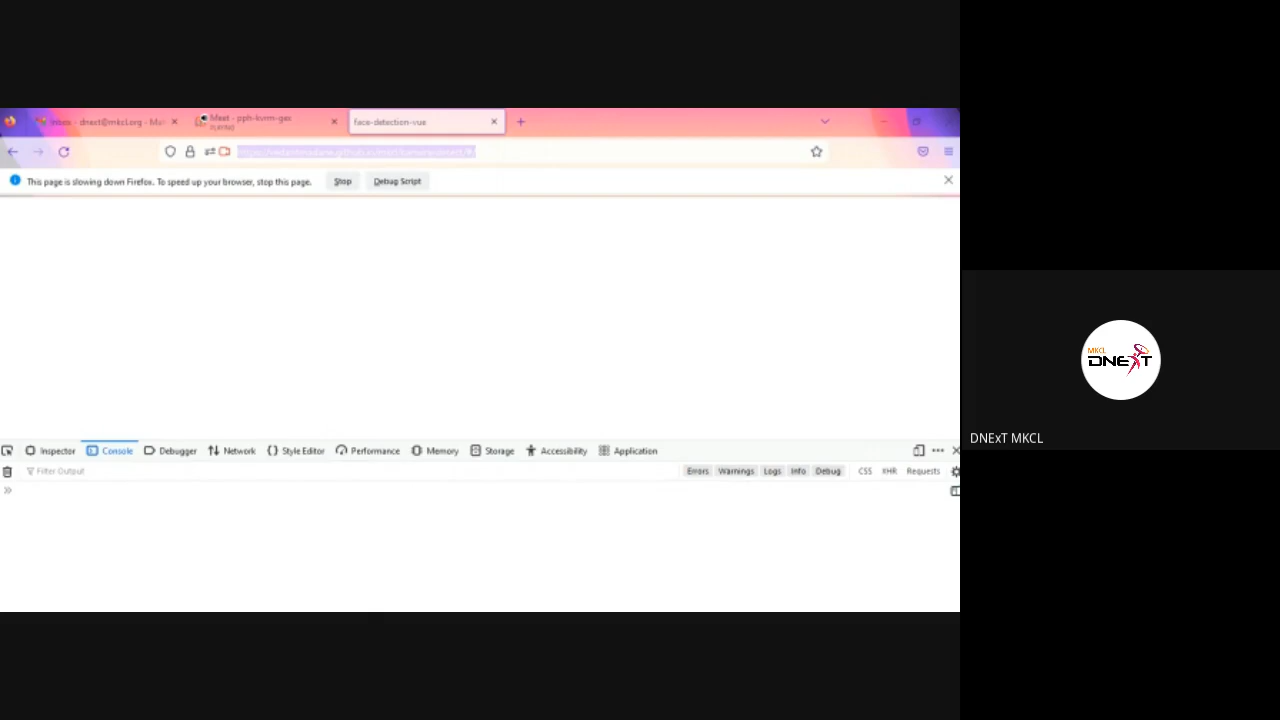 Inbox - dnext@mkcl.org - M
Meet - pph-kvrm-gex
PLAYING
face-detection-vue
This page is slowing down Firefox. To speed up your browser, stop this page.
Stop
Debug Script
Inspector
Console
Debugger
Network
Style Editor
Performance
Memory
Storage
Accessibility
Application
Filter Output
Errors
Warnings
Logs
Info
Debug
CSS
XHR
Requests
MKCL
DNEXT
DNExT MKCL